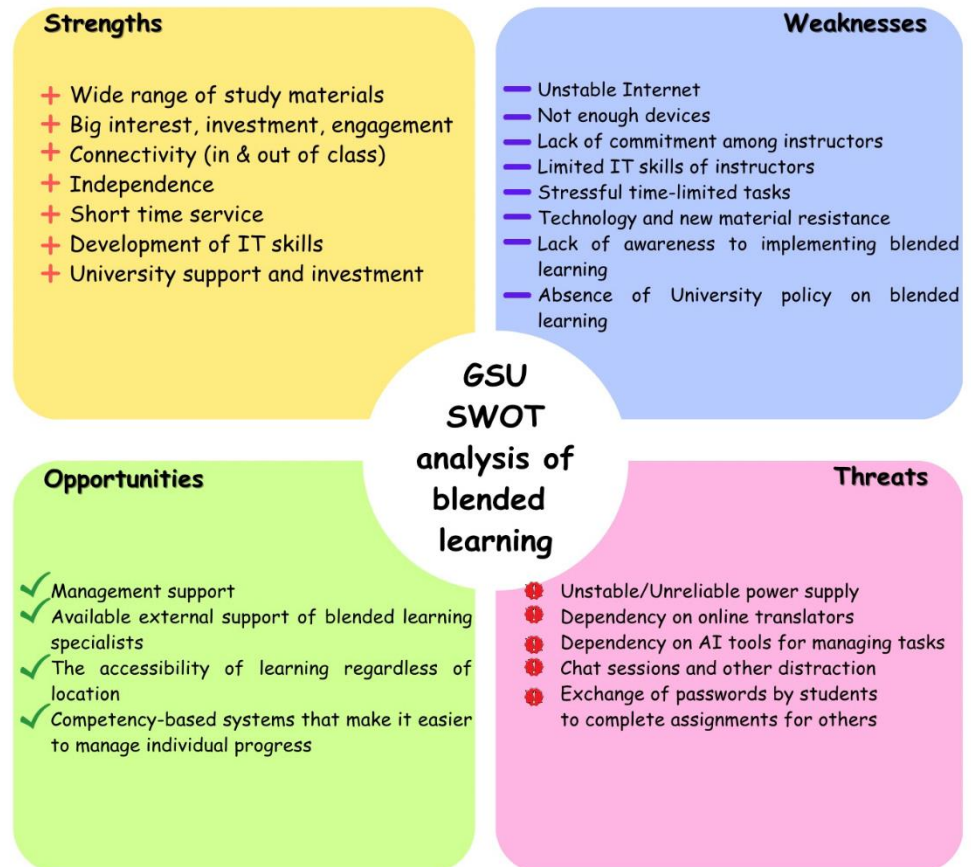 Strengths
Wide range of study materials
Big interest, investment, engagement
Connectivity (in & out of class)
Independence
Short time service
Development of IT skills
University support and investment
Weaknesses
Unstable Internet
Not enough devices
Lack of commitment among instructors
Limited IT skills of instructors
Stressful time-limited tasks
Technology and new material resistance
Lack of awareness to implementing blended
learning
Absence of University policy on blended
learning
GSU
SWOT
analysis of
blended
learning
Opportunities
Management support
Available external support of blended learning
specialists
The accessibility of learning regardless of
location
Competency-based systems that make it easier
to manage individual progress
Threats
Unstable/Unreliable power supply
Dependency on online translators
Dependency on AI tools for managing tasks
Chat sessions and other distraction
Exchange of passwords by students
to complete assignments for others